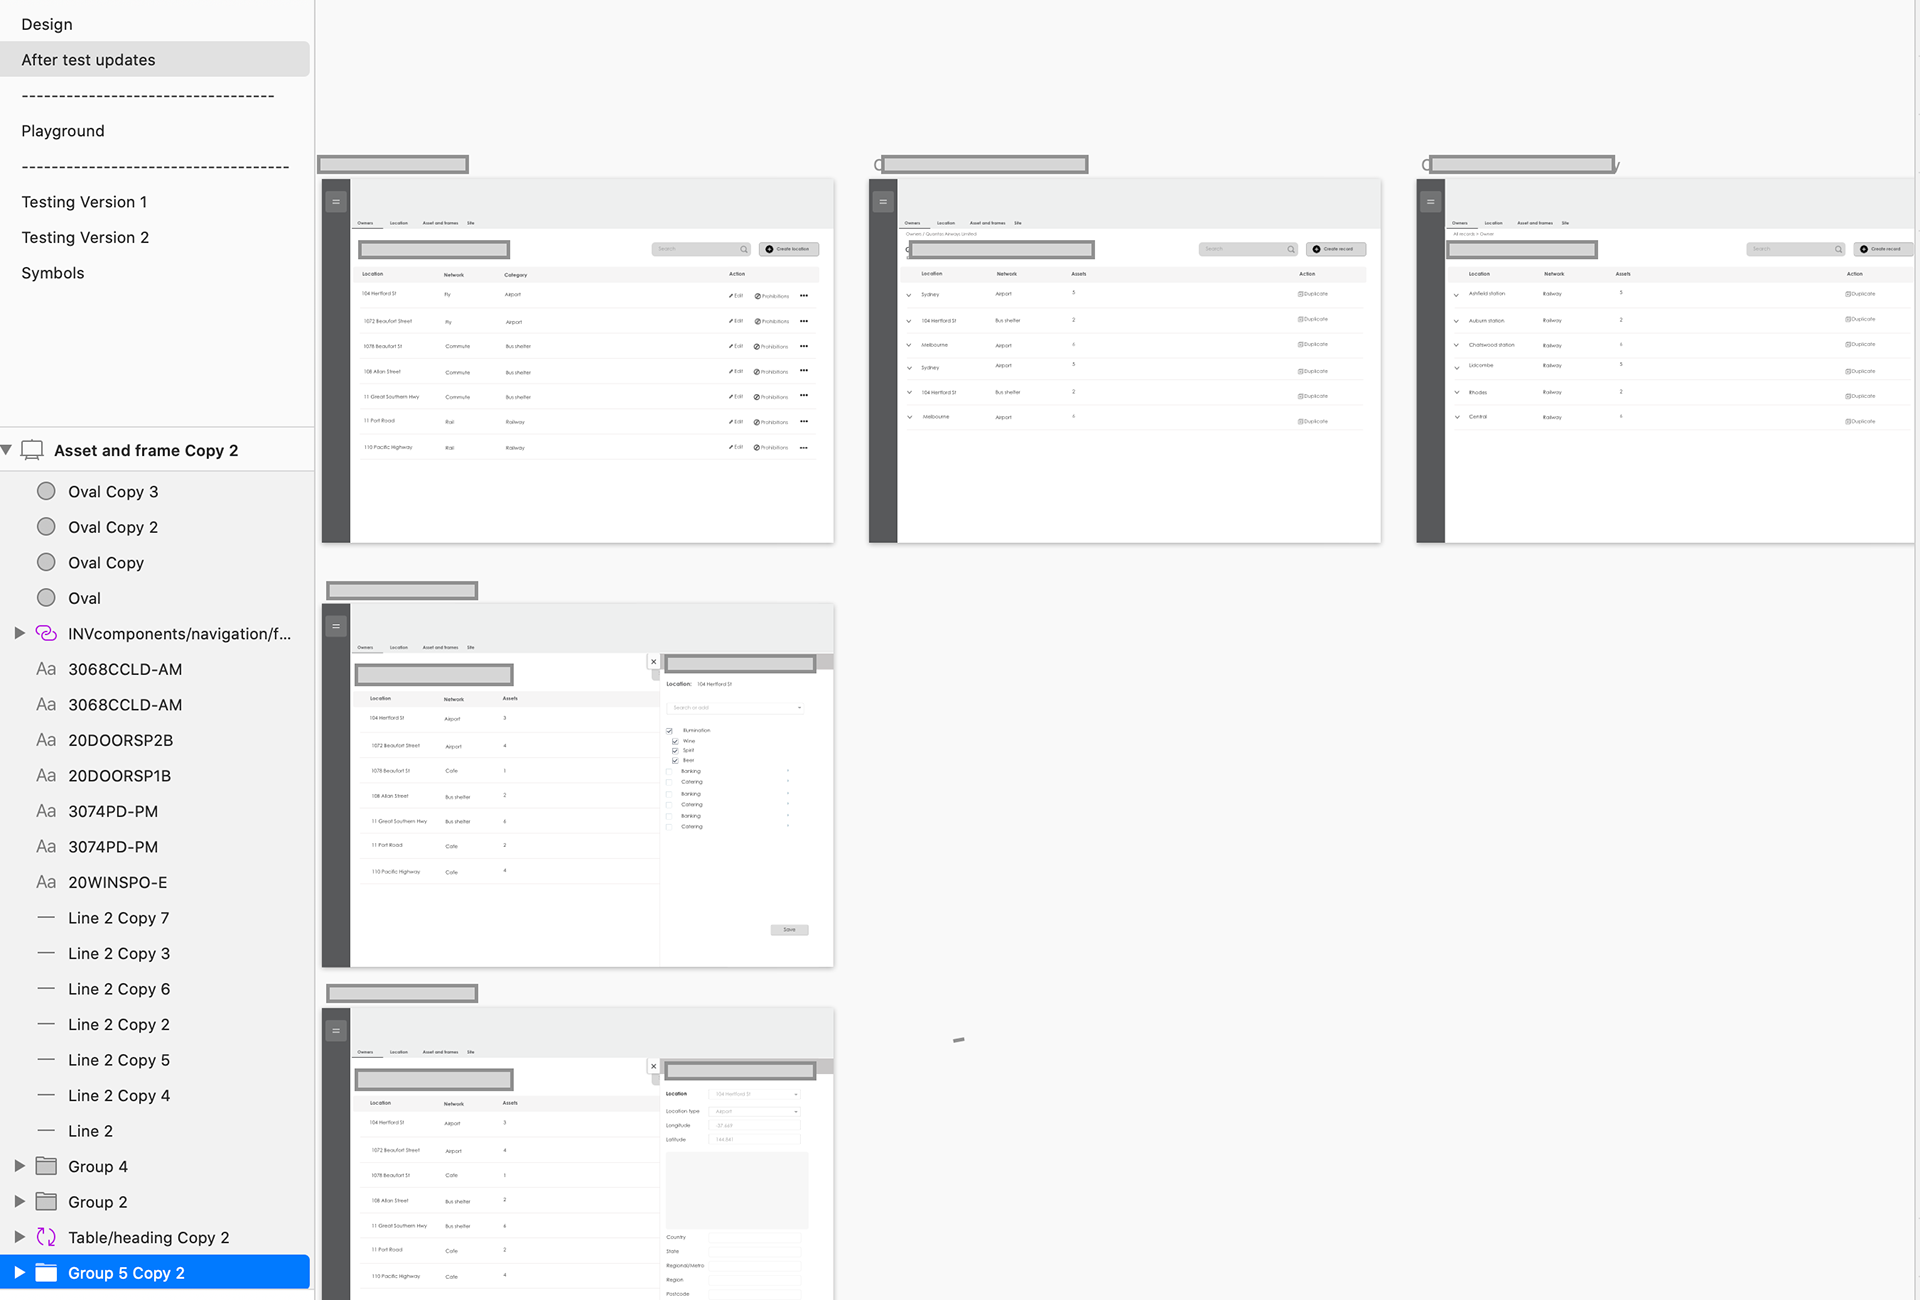 Design
After test updates
----------------------------------
Playground
------------------------------------
Testing Version 1
Testing Version 2
Symbols
Asset and frame Copy 2
Oval Copy 3
Oval Copy 2
Oval Copy
Oval
INVcomponents/navigation/f...
3068CCLD-AM
3068CCLD-AM
20DOORSP2B
20DOORSP1B
3074PD-PM
3074PD-PM
20WINSPO-E
Line 2 Copy 7
Line 2 Copy 3
Line 2 Copy 6
Line 2 Copy 2
Line 2 Copy 5
Line 2 Copy 4
Line 2
Group 4
Group 2
Table/heading Copy 2
Group 5 Copy 2
Owners Location Asset and frames Site
Search Create location
Location Network Category Action
104 Hertford St Fly Airport Edit Prohibitions
1072 Beaufort Street Fly Airport Edit Prohibitions
1078 Beaufort St Commute Bus shelter Edit Prohibitions
108 Allan Street Commute Bus shelter Edit Prohibitions
11 Great Southern Hwy Commute Bus shelter Edit Prohibitions
11 Port Road Rail Railway Edit Prohibitions
110 Pacific Highway Rail Railway Edit Prohibitions
Owners Location Asset and frames Site
Owners / Quantas Airways Limited
Search Create record
Location Network Assets Action
Sydney Airport 5 Duplicate
104 Hertford St Bus shelter 2 Duplicate
Melbourne Airport 6 Duplicate
Sydney Airport 5 Duplicate
104 Hertford St Bus shelter 2 Duplicate
Melbourne Airport 6 Duplicate
Owners Location Asset and frames Site
All records > Owner
Search Create record
Location Network Assets Action
Ashfield station Railway 5 Duplicate
Auburn station Railway 2 Duplicate
Chatswood station Railway 6 Duplicate
Lidcombe Railway 5 Duplicate
Rhodes Railway 2 Duplicate
Central Railway 6 Duplicate
Owners Location Asset and frames Site
Location Network Assets
104 Hertford St Airport 3
1072 Beaufort Street Airport 4
1078 Beaufort St Cafe 1
108 Allan Street Bus shelter 2
11 Great Southern Hwy Bus shelter 6
11 Port Road Cafe 2
110 Pacific Highway Cafe 4
Location: 104 Hertford St
Search or add
Illumination
Wine
Spirit
Beer
Banking
Catering
Banking
Catering
Banking
Catering
Save
Owners Location Asset and frames Site
Location Network Assets
104 Hertford St Airport 3
1072 Beaufort Street Airport 4
1078 Beaufort St Cafe 1
108 Allan Street Bus shelter 2
11 Great Southern Hwy Bus shelter 6
11 Port Road Cafe 2
110 Pacific Highway Cafe 4
Location 104 Hertford St
Location type Airport
Longitude
Latitude
Country
State
Regional/Metro
Region
Postcode